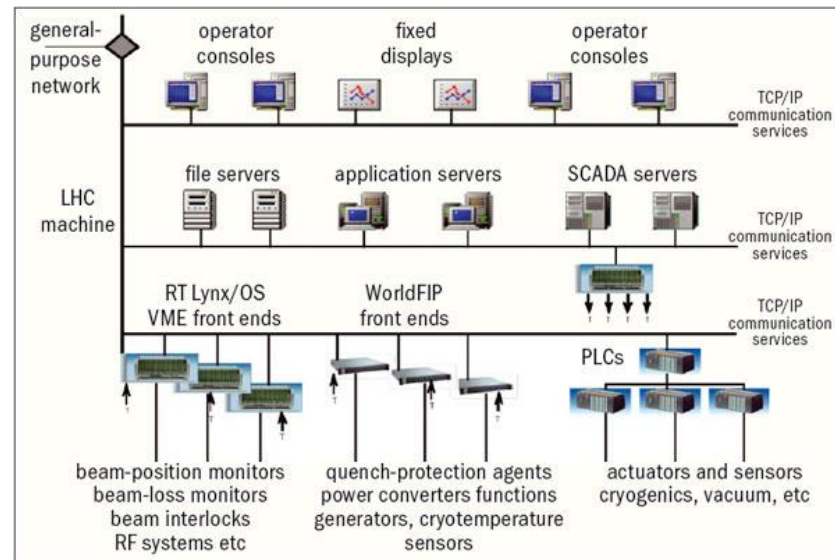 general-
purpose
network
operator
consoles
fixed
displays
operator
consoles
TCP/IP
communication
services
LHC
machine
file servers
application servers
SCADA servers
TCP/IP
communication
services
T T T T
RT Lynx/OS
VME front ends
WorldFIP
front ends
TCP/IP
communication
services
PLCs
T
T
T
T
T
T
beam-position monitors
beam-loss monitors
beam interlocks
RF systems etc
quench-protection agents
power converters functions
generators, cryotemperature
sensors
actuators and sensors
cryogenics, vacuum, etc